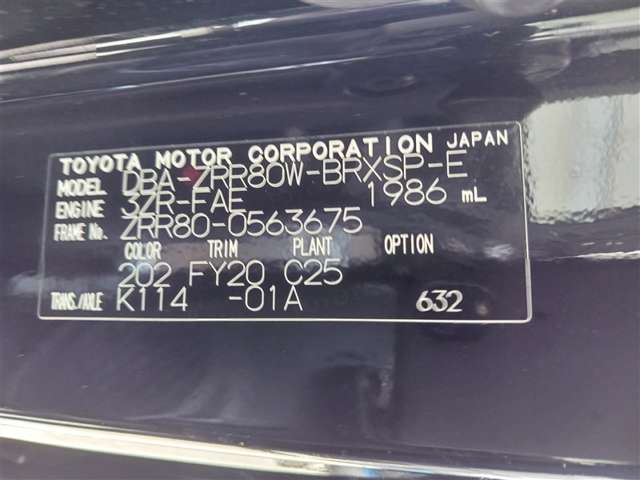 TOYOTA MOTOR CORPORATION JAPAN
MODEL DBA-ZRR80W-BRXSP-E
ENGINE 3ZR-FAE 1986 mL
FRAME No. ZRR80-0563675
COLOR TRIM PLANT OPTION
202 FY20 C25
TRANS./AXLE K114 -01A 632